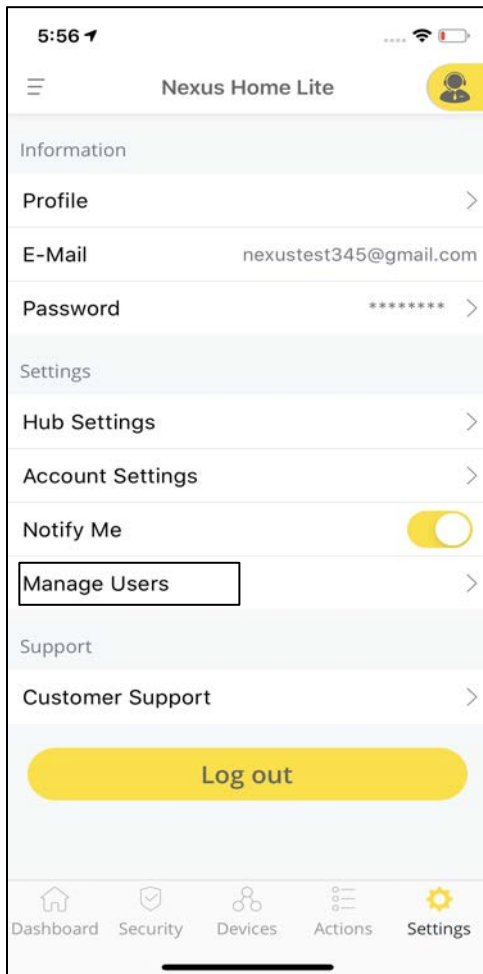 5:56
Nexus Home Lite
Information
Profile
E-Mail nexustest345@gmail.com
Password ********
Settings
Hub Settings
Account Settings
Notify Me
Manage Users
Support
Customer Support
Log out
Dashboard Security Devices Actions Settings